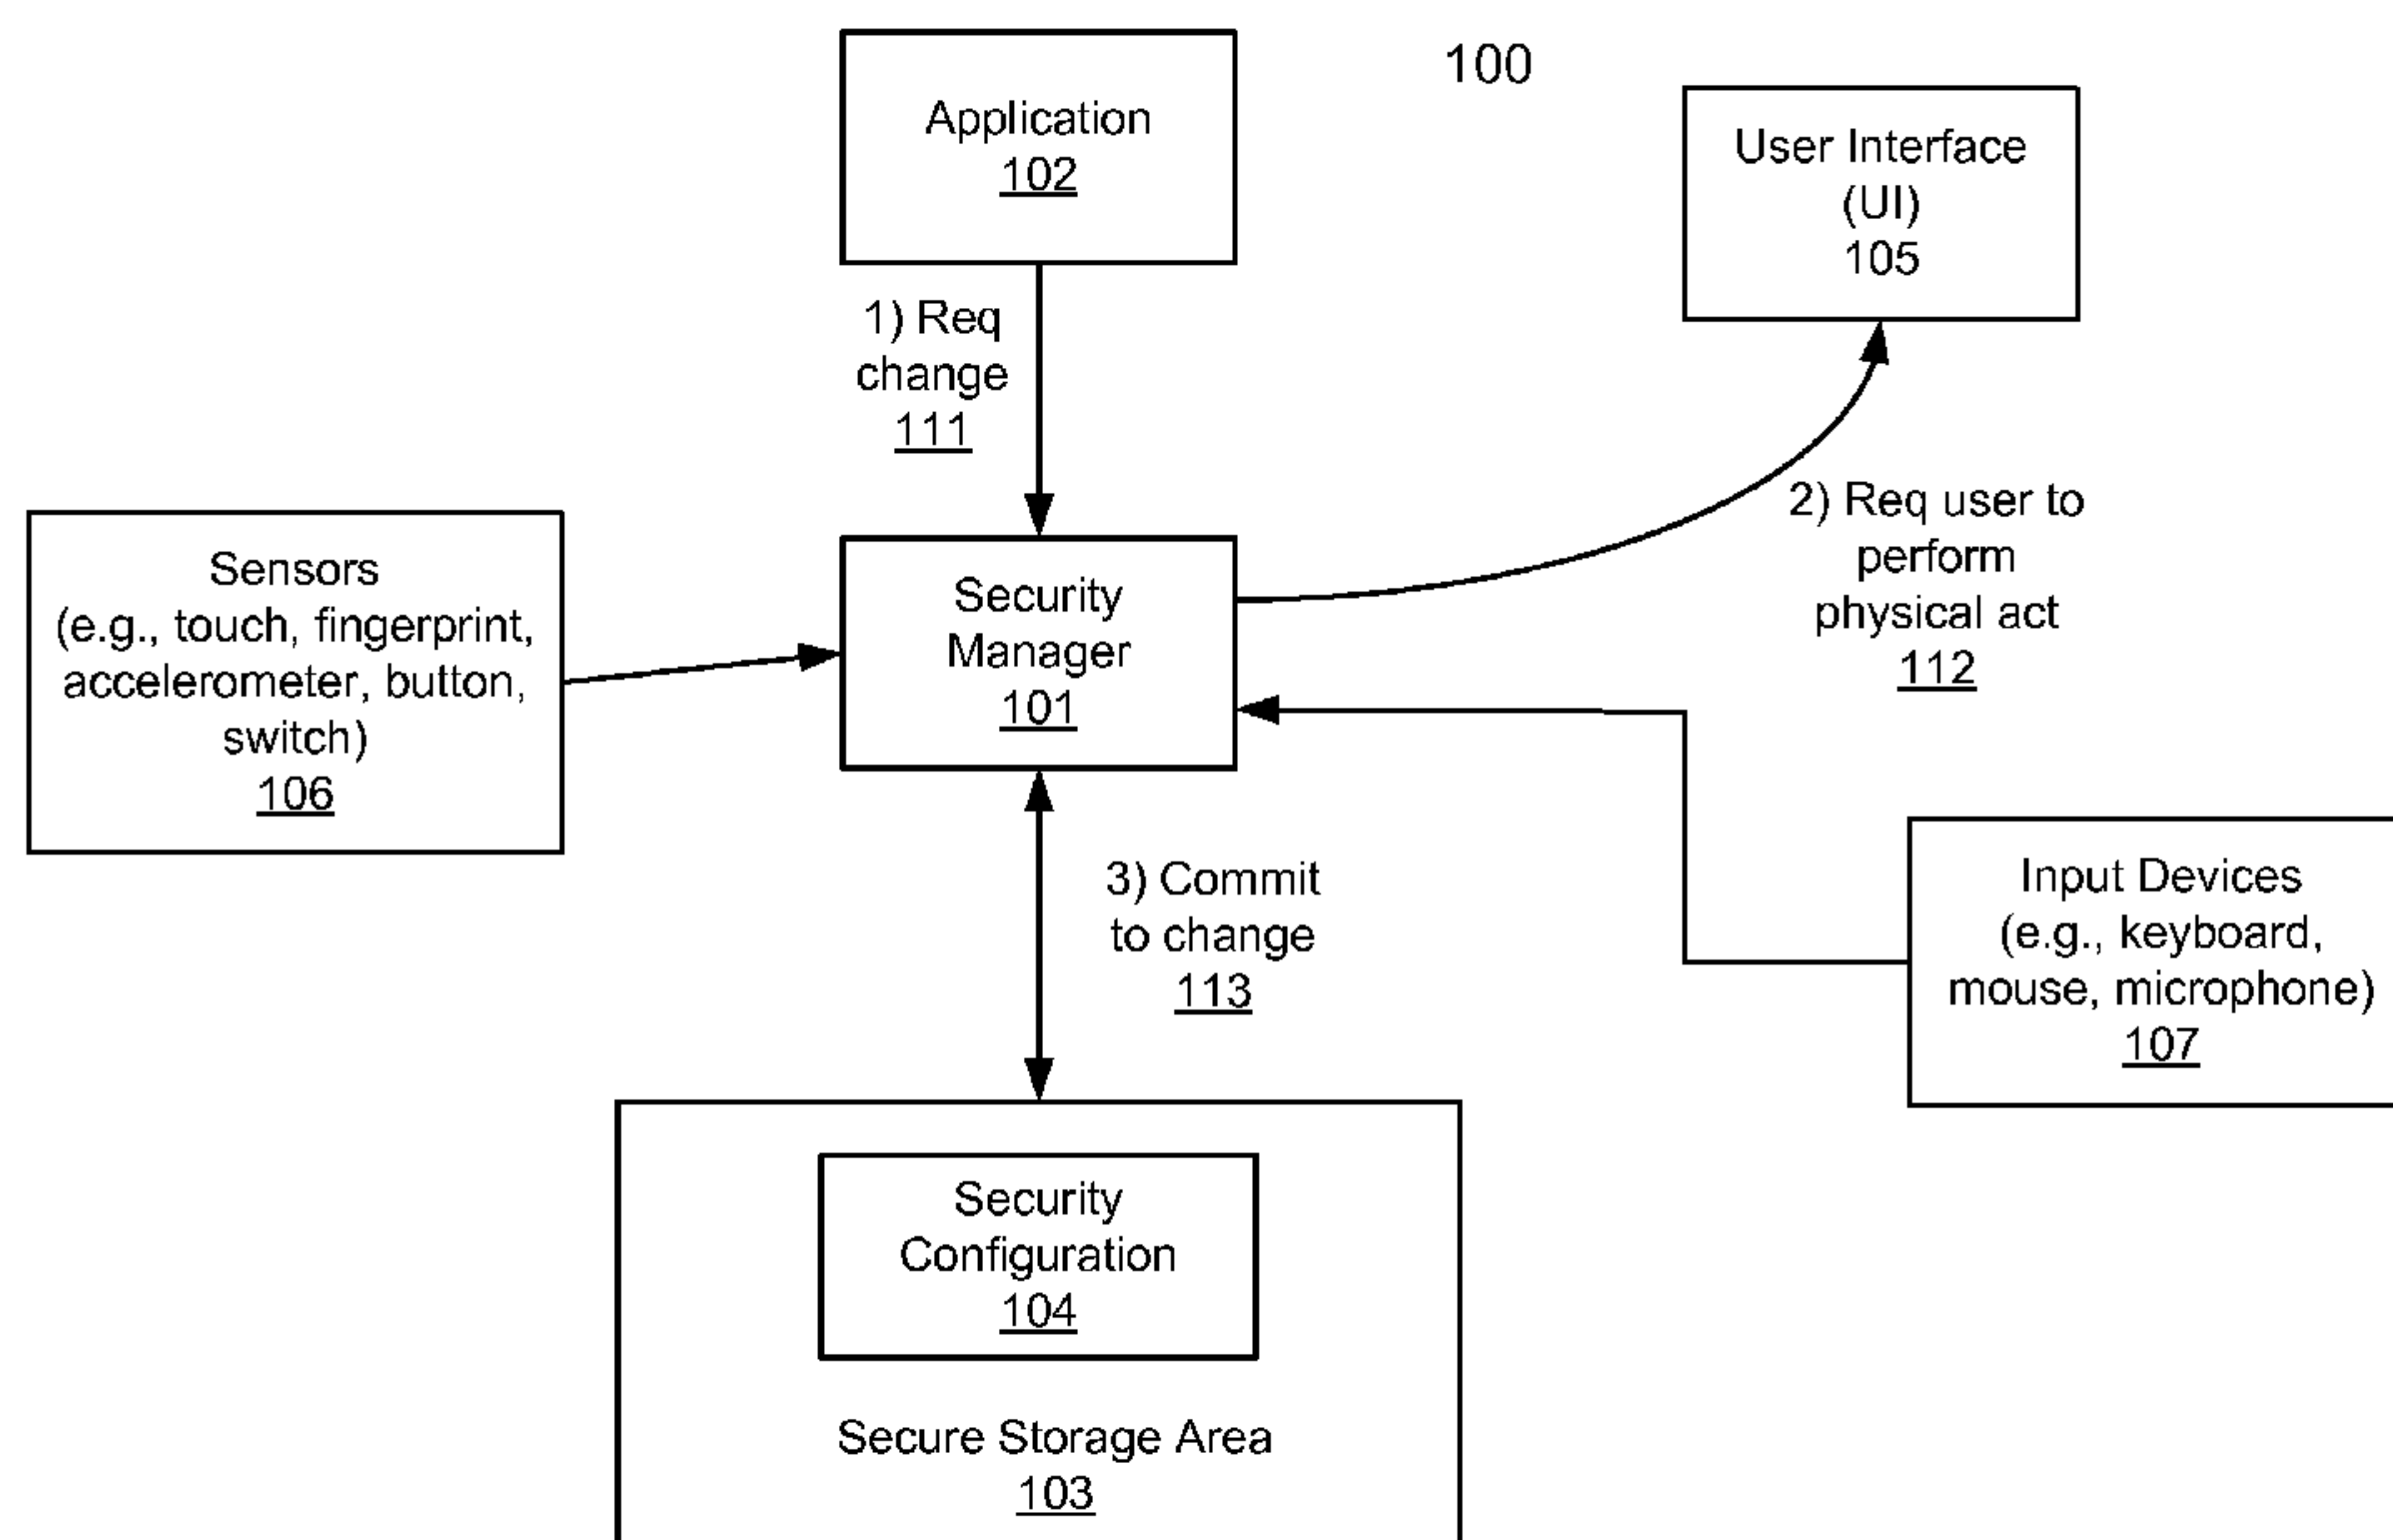 100
Application
102
User Interface
(UI)
105
1) Req
change
111
2) Req user to
perform
physical act
112
Sensors
(e.g., touch, fingerprint,
accelerometer, button,
switch)
106
Security
Manager
101
3) Commit
to change
113
Input Devices
(e.g., keyboard,
mouse, microphone)
107
Security
Configuration
104
Secure Storage Area
103